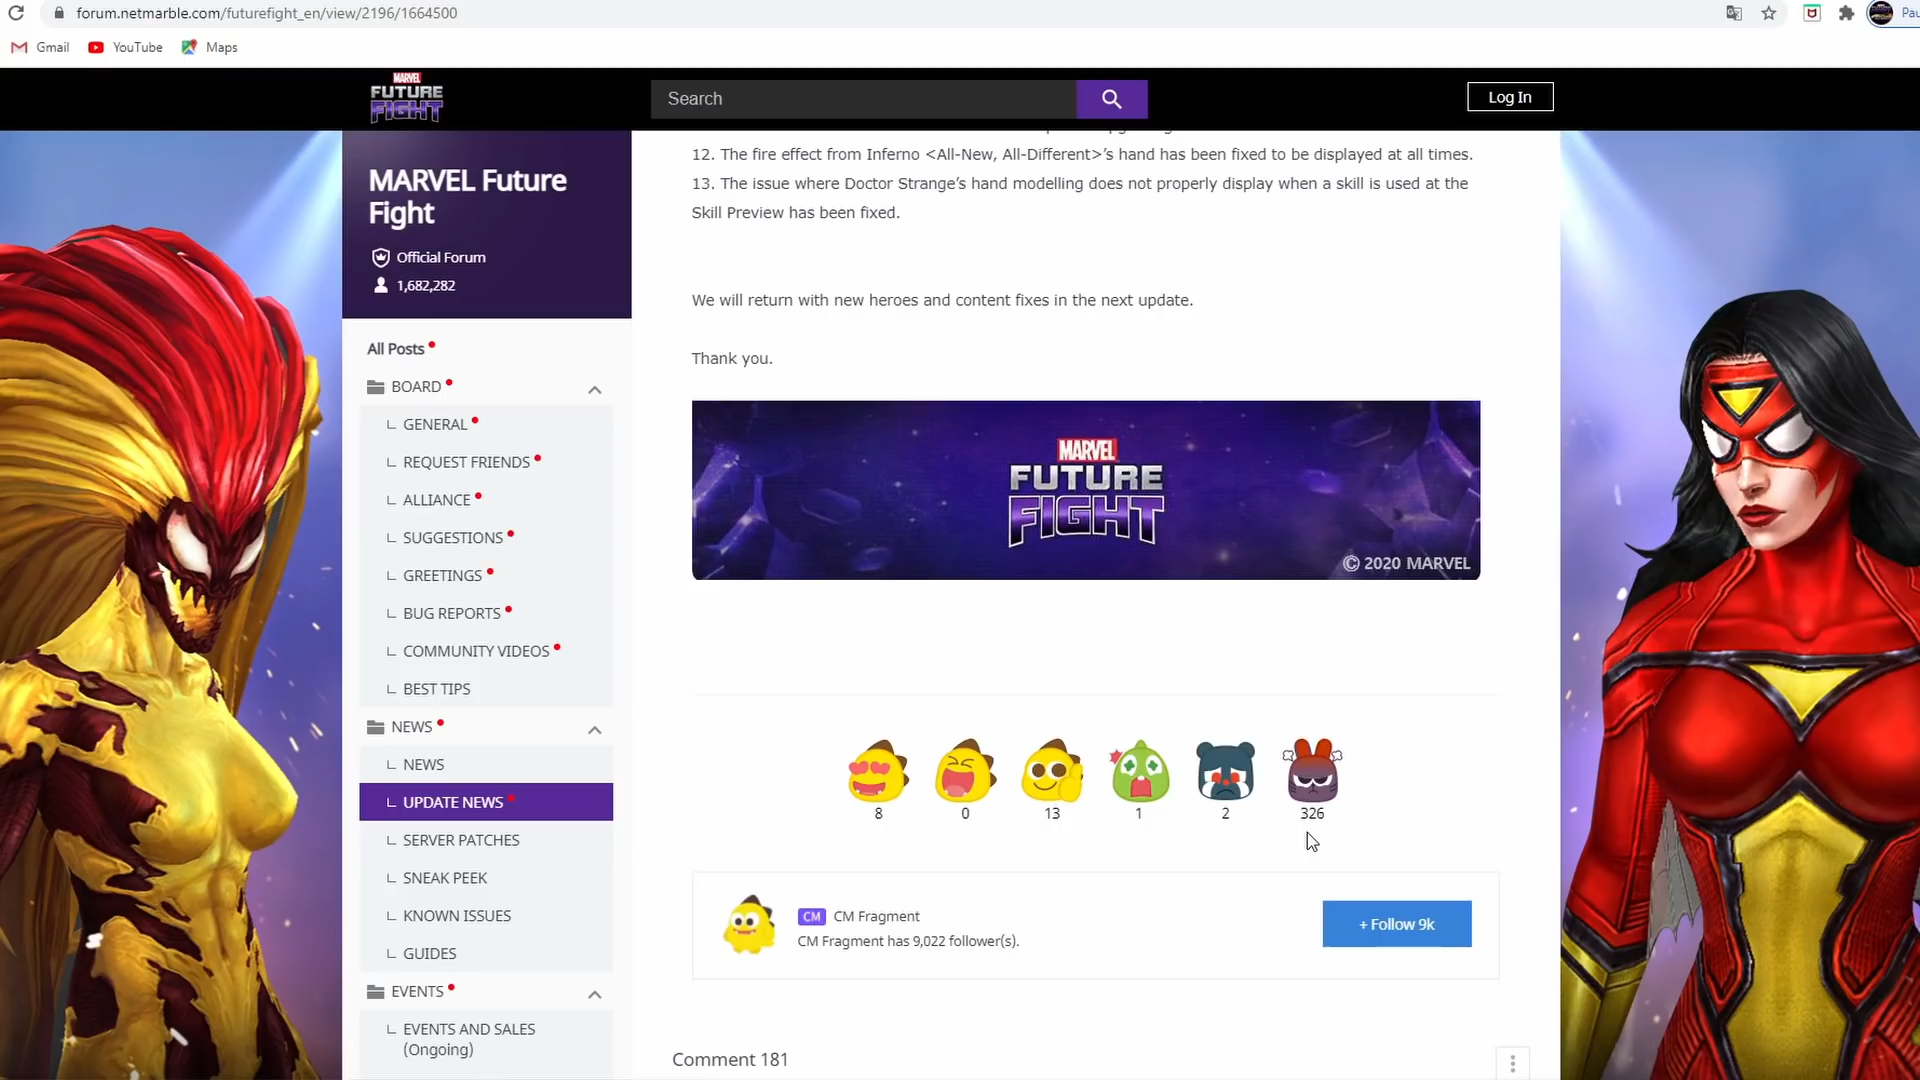 forum.netmarble.com/futurefight_en/view/2196/1664500
Pau
Gmail
YouTube
Maps
MARVEL
FUTURE
FIGHT
Search
Log In
MARVEL Future
Fight
Official Forum
1,682,282
All Posts
BOARD
GENERAL
REQUEST FRIENDS
ALLIANCE
SUGGESTIONS
GREETINGS
BUG REPORTS
COMMUNITY VIDEOS
BEST TIPS
NEWS
NEWS
UPDATE NEWS
SERVER PATCHES
SNEAK PEEK
KNOWN ISSUES
GUIDES
EVENTS
EVENTS AND SALES
(Ongoing)
12. The fire effect from Inferno <All-New, All-Different>’s hand has been fixed to be displayed at all times.
13. The issue where Doctor Strange’s hand modelling does not properly display when a skill is used at the
Skill Preview has been fixed.
We will return with new heroes and content fixes in the next update.
Thank you.
MARVEL
FUTURE
FIGHT
© 2020 MARVEL
8 0 13 1 2 326
CM CM Fragment
CM Fragment has 9,022 follower(s).
+ Follow 9k
Comment 181